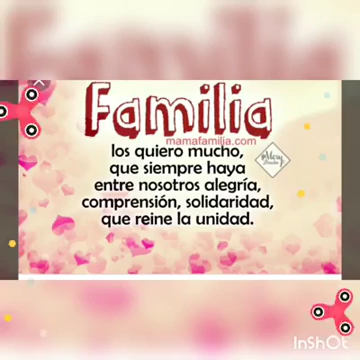 Familia
mamafamilia.com
los quiero mucho,
que siempre haya
entre nosotros alegría,
comprensión, solidaridad,
que reine la unidad.
InShOt